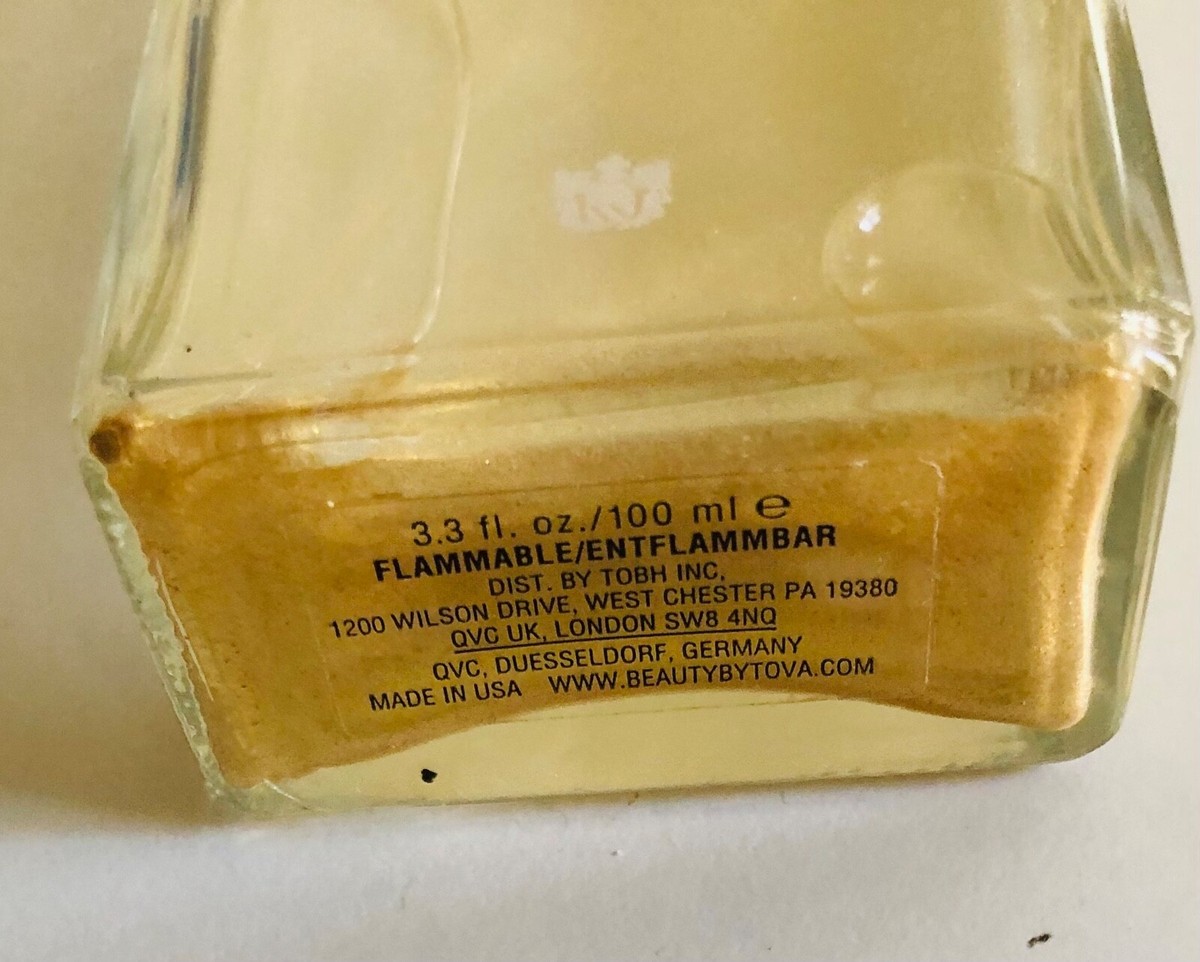 3.3 fl. oz./100 ml ℮
FLAMMABLE/ENTFLAMMBAR
DIST. BY TOBH INC,
1200 WILSON DRIVE, WEST CHESTER PA 19380
QVC UK, LONDON SW8 4NQ
QVC, DUESSELDORF, GERMANY
MADE IN USA WWW.BEAUTYBYTOVA.COM